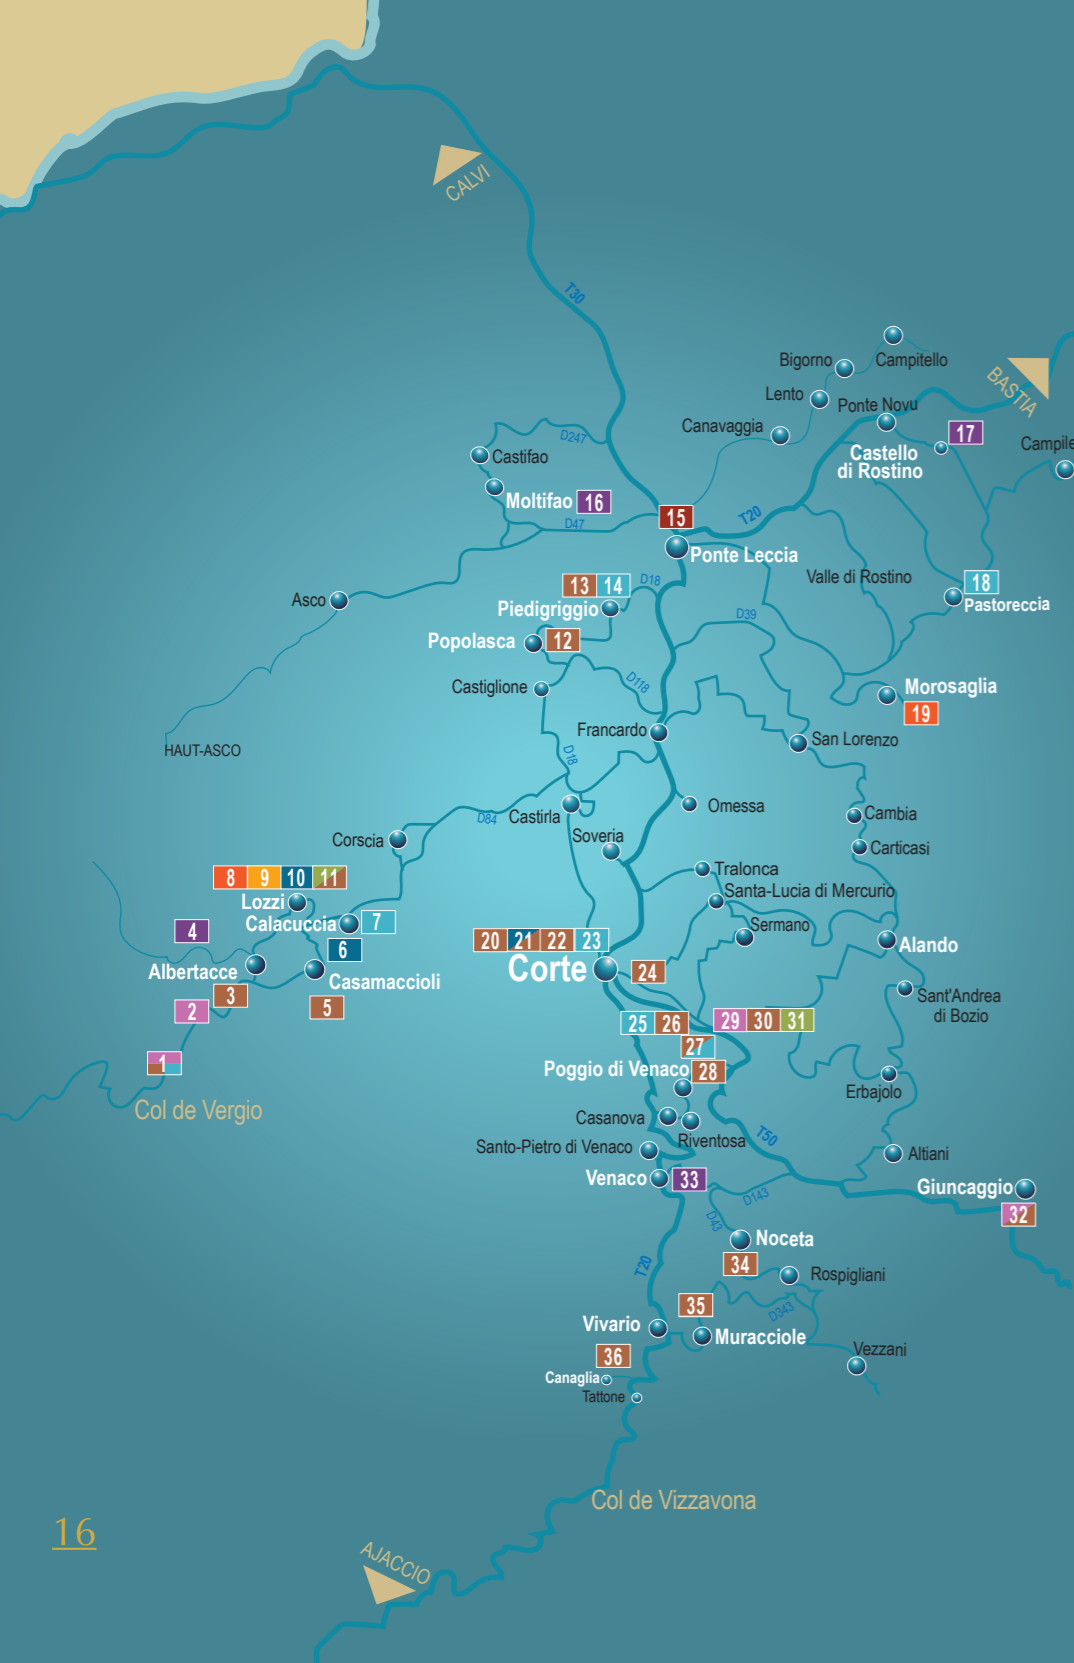 CALVI
T30
Campitello
Bigorno
BASTIA
Lento
Ponte Novu
Canavaggia
17
D247
Castello
di Rostino
Campile
Castifao
Moltifao 16
D47
15
T20
Ponte Leccia
Valle di Rostino
18
Pastoreccia
13 14
D18
Asco
Piedigriggio
D39
Popolasca 12
Castiglione
D118
Morosaglia
19
Francardo
San Lorenzo
HAUT-ASCO
D18
Omessa
D84
Castirla
Cambia
Corscia
Soveria
Carticasi
Tralonca
8 9 10 11
Santa-Lucia di Mercurio
Lozzi
Calacuccia 7
Sermano
4
6
20 21 22 23
Alando
Corte
24
Albertacce
Casamaccioli
3
5
2
Sant'Andrea
di Bozio
25 26
29 30 31
27
1
Poggio di Venaco 28
Erbajolo
Col de Vergio
Casanova
Riventosa
T50
Santo-Pietro di Venaco
Altiani
Venaco 33
Giuncaggio
D143
32
D43
Noceta
34
T20
Rospigliani
35
D343
Vivario
Muracciole
36
Vezzani
Canaglia
Tattone
Col de Vizzavona
16
AJACCIO